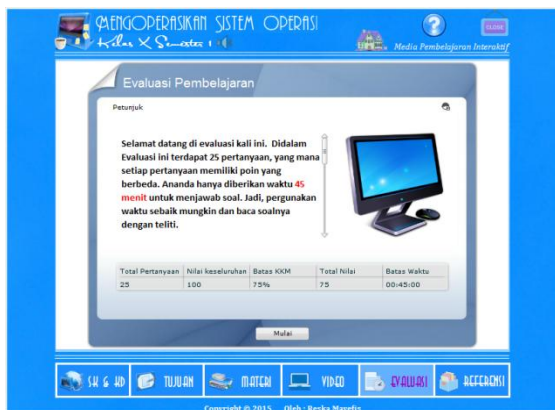 MENGOPERASIKAN SISTEM OPERASI
Kelas X Semester 1
CLOSE
Media Pembelajaran Interaktif
Evaluasi Pembelajaran
Petunjuk
Selamat datang di evaluasi kali ini. Didalam
Evaluasi ini terdapat 25 pertanyaan, yang mana
setiap pertanyaan memiliki poin yang
berbeda. Ananda hanya diberikan waktu 45
menit untuk menjawab soal. Jadi, pergunakan
waktu sebaik mungkin dan baca soalnya
dengan teliti.
Total Pertanyaan Nilai keseluruhan Batas KKM Total Nilai Batas Waktu
25 100 75% 75 00:45:00
Mulai
SK & KD TUJUAN MATERI VIDEO EVALUASI REFERENSI
Copyright © 2015 Oleh : Reska Mayefis